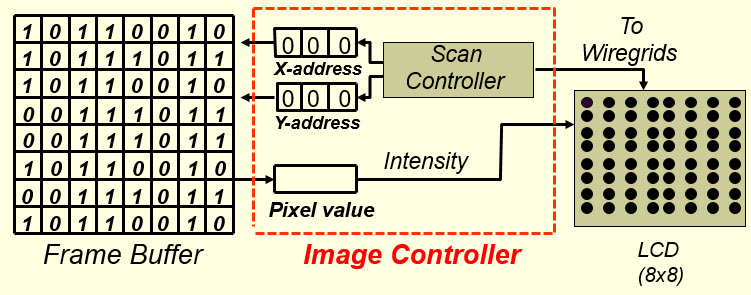 1 0 1 1 0 0 1 0
1 0 1 1 1 0 1 1
1 0 1 1 0 0 1 0
0 0 1 1 1 0 1 1
0 0 1 1 1 0 1 1
1 0 1 1 0 0 1 0
0 0 1 1 1 0 1 1
1 0 1 1 0 0 1 0
Frame Buffer
0 0 0
X-address
0 0 0
Y-address
Scan
Controller
Pixel value
Intensity
Image Controller
To
Wiregrids
LCD
(8x8)